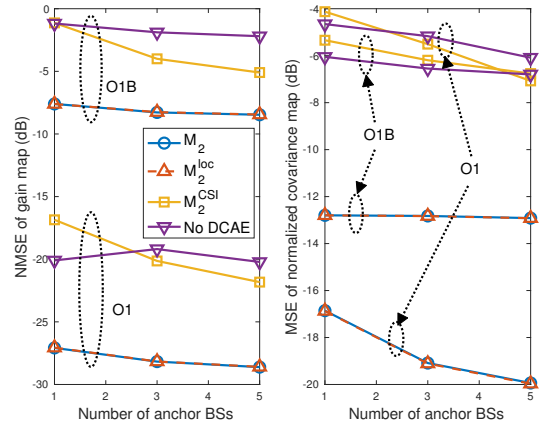 NMSE of gain map (dB)
0
-5
-10
-15
-20
-25
-30
1
2
3
4
5
Number of anchor BSs
O1B
O1
M2
M2loc
M2CSI
No DCAE
MSE of normalized covariance map (dB)
-4
-6
-8
-10
-12
-14
-16
-18
-20
1
2
3
4
5
Number of anchor BSs
O1B
O1